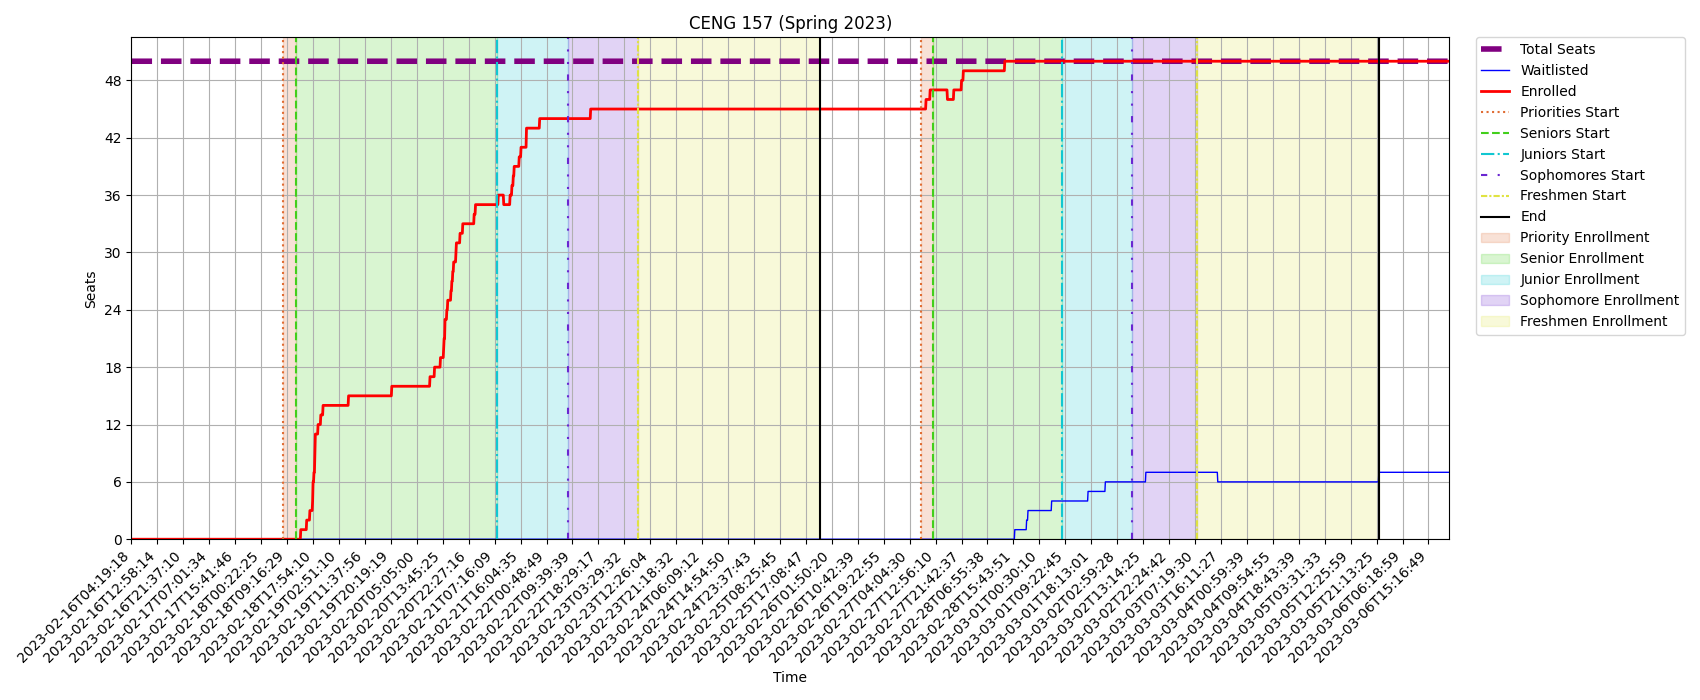 CENG 157 (Spring 2023)
Seats
48
42
36
30
24
18
12
6
0
2023-02-16T04:19:18
2023-02-16T12:58:14
2023-02-16T21:37:10
2023-02-17T07:01:34
2023-02-17T15:41:46
2023-02-18T00:22:25
2023-02-18T09:16:29
2023-02-18T17:54:10
2023-02-19T02:51:10
2023-02-19T11:37:56
2023-02-19T20:19:19
2023-02-20T05:05:00
2023-02-20T13:45:25
2023-02-20T22:27:16
2023-02-21T07:16:09
2023-02-21T16:04:35
2023-02-22T00:48:49
2023-02-22T09:39:39
2023-02-22T18:29:17
2023-02-23T03:29:32
2023-02-23T12:26:04
2023-02-23T21:18:32
2023-02-24T06:09:12
2023-02-24T14:54:50
2023-02-24T23:37:43
2023-02-25T08:25:45
2023-02-25T17:08:47
2023-02-26T01:50:20
2023-02-26T10:42:39
2023-02-26T19:22:55
2023-02-27T04:04:30
2023-02-27T12:56:10
2023-02-27T21:42:37
2023-02-28T06:55:38
2023-02-28T15:43:51
2023-03-01T00:30:10
2023-03-01T09:22:45
2023-03-01T18:13:01
2023-03-02T02:59:28
2023-03-02T13:14:25
2023-03-02T22:24:42
2023-03-03T07:19:30
2023-03-03T16:11:27
2023-03-04T00:59:39
2023-03-04T09:54:55
2023-03-04T18:43:39
2023-03-05T03:31:33
2023-03-05T12:25:59
2023-03-05T21:13:25
2023-03-06T06:18:59
2023-03-06T15:16:49
Time
Total Seats
Waitlisted
Enrolled
Priorities Start
Seniors Start
Juniors Start
Sophomores Start
Freshmen Start
End
Priority Enrollment
Senior Enrollment
Junior Enrollment
Sophomore Enrollment
Freshmen Enrollment